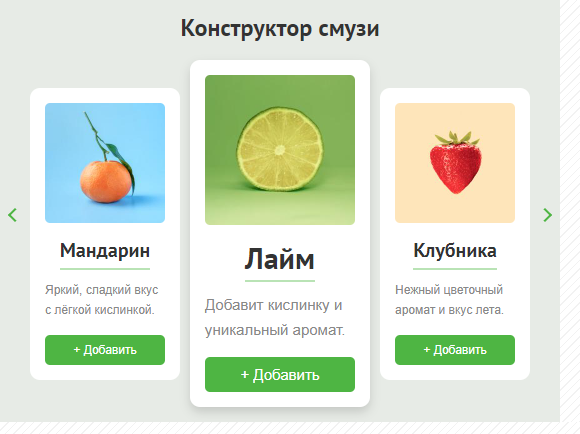 Конструктор смузи
Мандарин
Яркий, сладкий вкус
с лёгкой кислинкой.
+ Добавить
Лайм
Добавит кислинку и
уникальный аромат.
+ Добавить
Клубника
Нежный цветочный
аромат и вкус лета.
+ Добавить